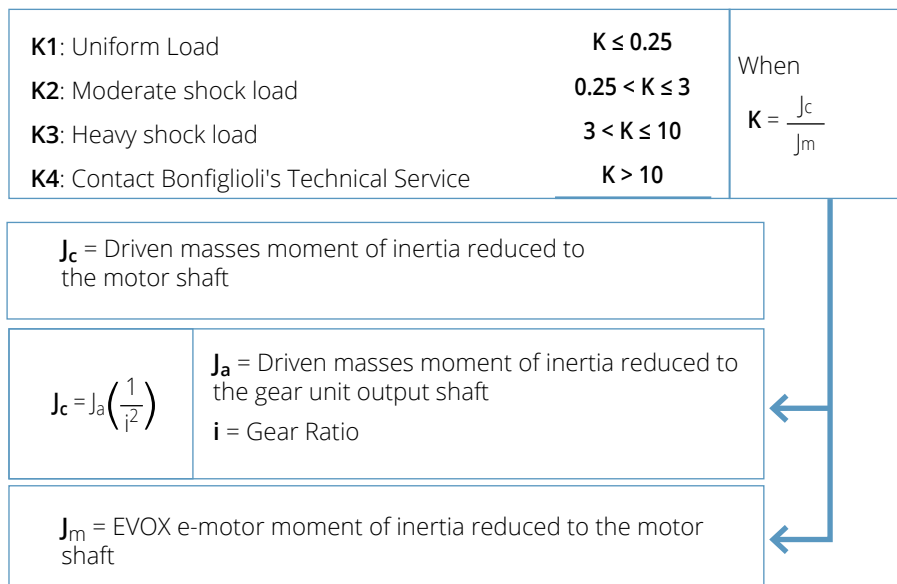 K1: Uniform Load K ≤ 0.25
K2: Moderate shock load 0.25 < K ≤ 3
K3: Heavy shock load 3 < K ≤ 10
K4: Contact Bonfiglioli's Technical Service K > 10
When
K = Jc / Jm
Jc = Driven masses moment of inertia reduced to
the motor shaft
Jc = Ja(1/i²)
Ja = Driven masses moment of inertia reduced to
the gear unit output shaft
i = Gear Ratio
Jm = EVOX e-motor moment of inertia reduced to the motor
shaft